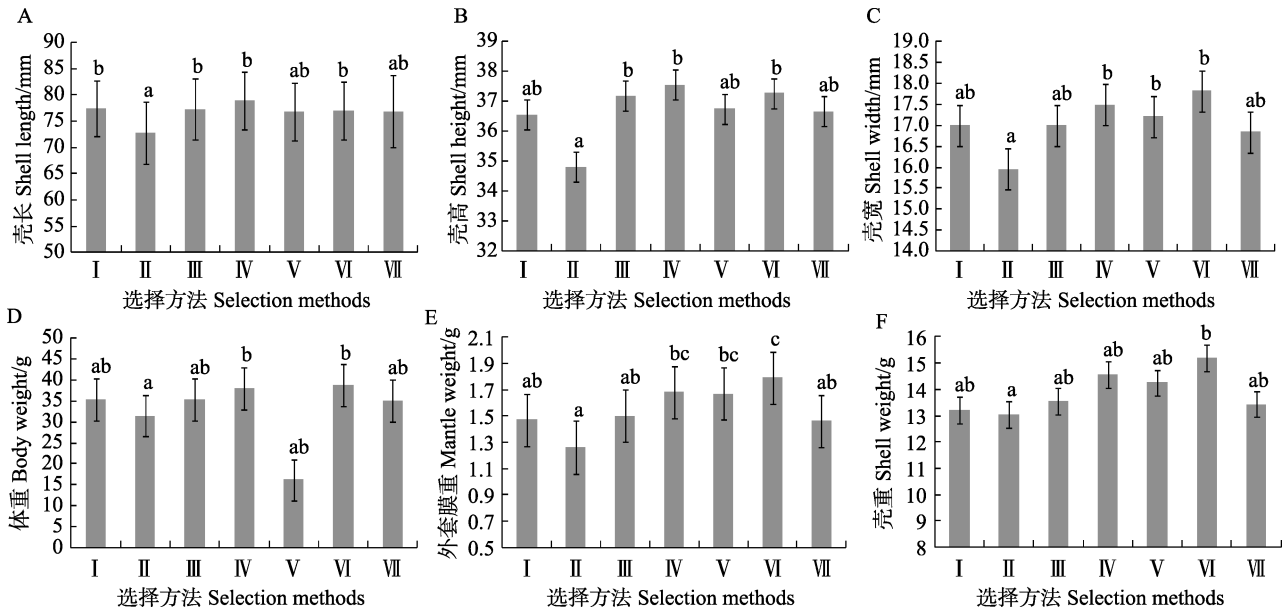 A
壳长 Shell length/mm
90
85
80
75
70
65
60
55
50
b
a
b
b
ab
b
ab
Ⅰ
Ⅱ
Ⅲ
Ⅳ
Ⅴ
Ⅵ
Ⅶ
选择方法 Selection methods
B
壳高 Shell height/mm
39
38
37
36
35
34
33
32
ab
a
b
b
ab
b
ab
Ⅰ
Ⅱ
Ⅲ
Ⅳ
Ⅴ
Ⅵ
Ⅶ
选择方法 Selection methods
C
壳宽 Shell width/mm
19.0
18.5
18.0
17.5
17.0
16.5
16.0
15.5
15.0
14.5
14.0
ab
a
ab
b
b
b
ab
Ⅰ
Ⅱ
Ⅲ
Ⅳ
Ⅴ
Ⅵ
Ⅶ
选择方法 Selection methods
D
体重 Body weight/g
50
45
40
35
30
25
20
15
10
5
0
ab
a
ab
b
ab
b
ab
Ⅰ
Ⅱ
Ⅲ
Ⅳ
Ⅴ
Ⅵ
Ⅶ
选择方法 Selection methods
E
外套膜重 Mantle weight/g
2.1
1.9
1.7
1.5
1.3
1.1
0.9
0.7
0.5
ab
a
ab
bc
bc
c
ab
Ⅰ
Ⅱ
Ⅲ
Ⅳ
Ⅴ
Ⅵ
Ⅶ
选择方法 Selection methods
F
壳重 Shell weight/g
16
15
14
13
12
11
10
9
8
ab
a
ab
ab
ab
b
ab
Ⅰ
Ⅱ
Ⅲ
Ⅳ
Ⅴ
Ⅵ
Ⅶ
选择方法 Selection methods